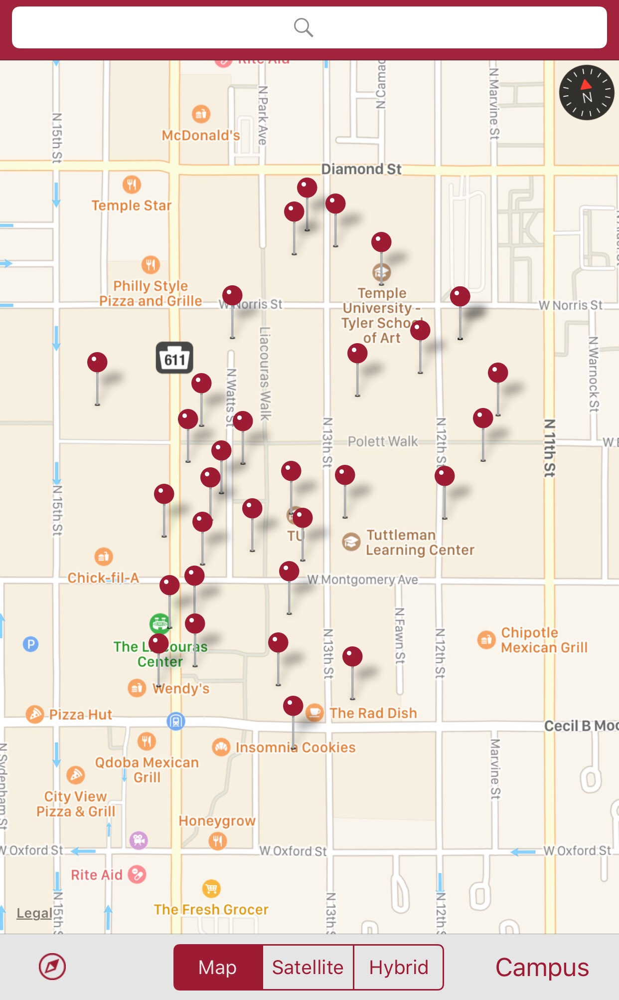 Rite Aid
N Camac
N Marvine St
N
N Park Ave
N 15th St
McDonald's
Diamond St
Temple Star
Philly Style
Pizza and Grille
W Norris St
Temple
University -
Tyler School
of Art
W Norris St
611
Liacouras Walk
N Watts St
N Warnock St
N 13th St
Polett Walk
N 12th St
N 11th St
N 15th St
TU
Tuttleman
Learning Center
Chick-fil-A
W Montgomery Ave
N Fawn St
P
The Liacouras
Center
N 13th St
N 12th St
Chipotle
Mexican Grill
Wendy's
Pizza Hut
The Rad Dish
Cecil B Moo
Insomnia Cookies
Qdoba Mexican
Grill
N Sydenham St
Marvine St
City View
Pizza & Grill
Honeygrow
W Oxford St
W Oxford St
W Oxford St
Rite Aid
The Fresh Grocer
Legal
N 15th S
N 13th S
N 12th S
Map
Satellite
Hybrid
Campus